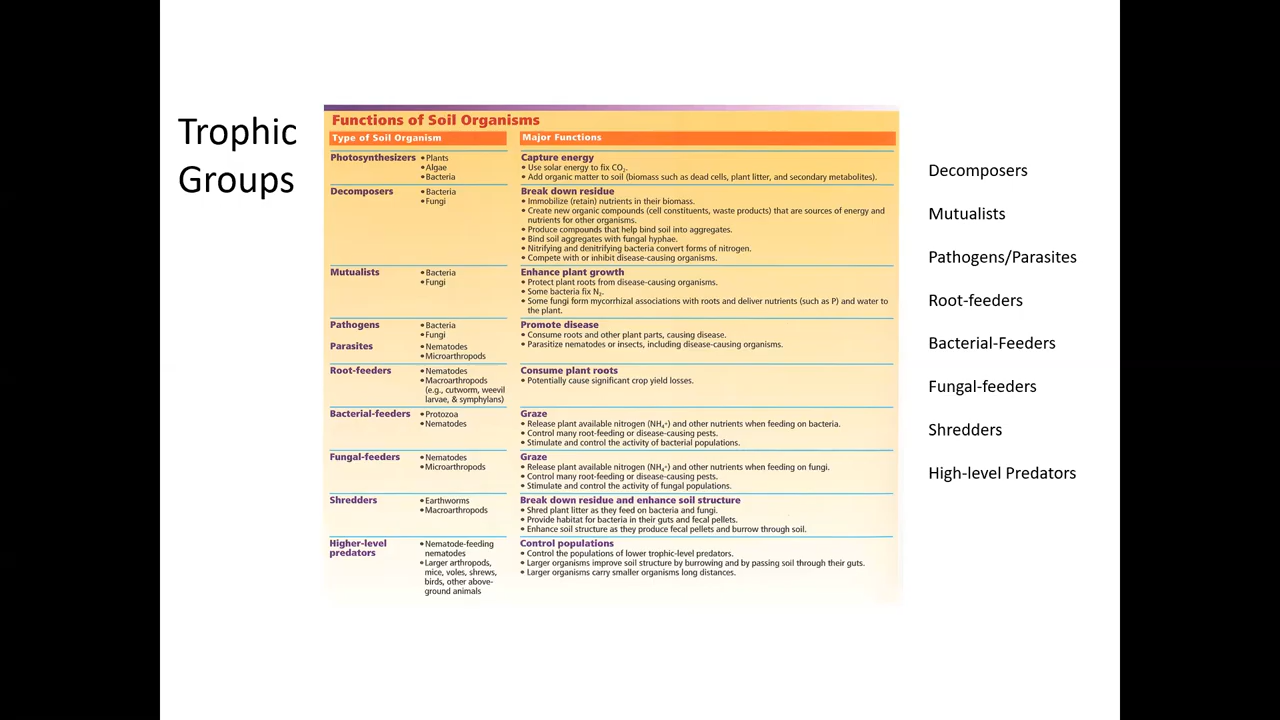 Trophic
Groups
Functions of Soil Organisms
Type of Soil Organism
Major Functions
Photosynthesizers
• Plants
• Algae
• Bacteria
Capture energy
• Use solar energy to fix CO₂.
• Add organic matter to soil (biomass such as dead cells, plant litter, and secondary metabolites).
Decomposers
• Bacteria
• Fungi
Break down residue
• Immobilize (retain) nutrients in their biomass.
• Create new organic compounds (cell constituents, waste products) that are sources of energy and
nutrients for other organisms.
• Produce compounds that help bind soil into aggregates.
• Bind soil aggregates with fungal hyphae.
• Nitrifying and denitrifying bacteria convert forms of nitrogen.
• Compete with or inhibit disease-causing organisms.
Mutualists
• Bacteria
• Fungi
Enhance plant growth
• Protect plant roots from disease-causing organisms.
• Some bacteria fix N₂.
• Some fungi form mycorrhizal associations with roots and deliver nutrients (such as P) and water to
the plant.
Pathogens
• Bacteria
• Fungi
Parasites
• Nematodes
• Microarthropods
Promote disease
• Consume roots and other plant parts, causing disease.
• Parasitize nematodes or insects, including disease-causing organisms.
Root-feeders
• Nematodes
• Macroarthropods
(e.g., cutworm, weevil
larvae, & symphylans)
Consume plant roots
• Potentially cause significant crop yield losses.
Bacterial-feeders
• Protozoa
• Nematodes
Graze
• Release plant available nitrogen (NH₄⁺) and other nutrients when feeding on bacteria.
• Control many root-feeding or disease-causing pests.
• Stimulate and control the activity of bacterial populations.
Fungal-feeders
• Nematodes
• Microarthropods
Graze
• Release plant available nitrogen (NH₄⁺) and other nutrients when feeding on fungi.
• Control many root-feeding or disease-causing pests.
• Stimulate and control the activity of fungal populations.
Shredders
• Earthworms
• Macroarthropods
Break down residue and enhance soil structure
• Shred plant litter as they feed on bacteria and fungi.
• Provide habitat for bacteria in their guts and fecal pellets.
• Enhance soil structure as they produce fecal pellets and burrow through soil.
Higher-level
predators
• Nematode-feeding
nematodes
• Larger arthropods,
mice, voles, shrews,
birds, other above-
ground animals
Control populations
• Control the populations of lower trophic-level predators.
• Larger organisms improve soil structure by burrowing and by passing soil through their guts.
• Larger organisms carry smaller organisms long distances.
Decomposers
Mutualists
Pathogens/Parasites
Root-feeders
Bacterial-Feeders
Fungal-feeders
Shredders
High-level Predators